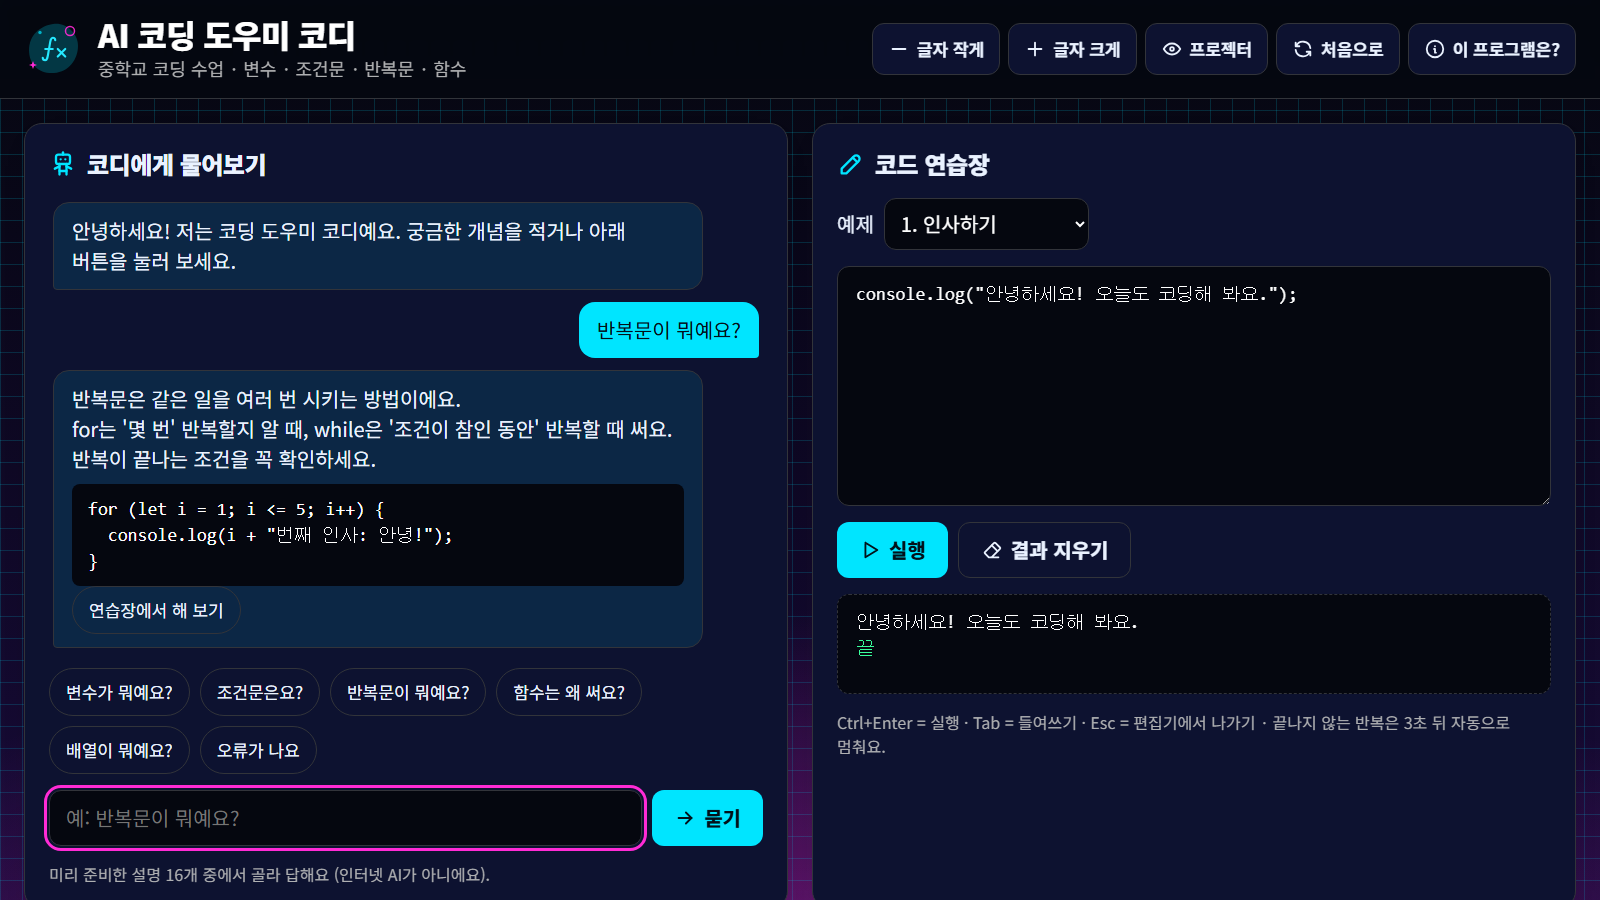 AI 코딩 도우미 코디
중학교 코딩 수업 · 변수 · 조건문 · 반복문 · 함수
글자 작게
글자 크게
프로젝터
처음으로
이 프로그램은?
코디에게 물어보기
안녕하세요! 저는 코딩 도우미 코디예요. 궁금한 개념을 적거나 아래
버튼을 눌러 보세요.
반복문이 뭐예요?
반복문은 같은 일을 여러 번 시키는 방법이에요.
for는 '몇 번' 반복할지 알 때, while은 '조건이 참인 동안' 반복할 때 써요.
반복이 끝나는 조건을 꼭 확인하세요.
for (let i = 1; i <= 5; i++) {
  console.log(i + "번째 인사: 안녕!");
}
연습장에서 해 보기
변수가 뭐예요?
조건문은요?
반복문이 뭐예요?
함수는 왜 써요?
배열이 뭐예요?
오류가 나요
예: 반복문이 뭐예요?
묻기
미리 준비한 설명 16개 중에서 골라 답해요 (인터넷 AI가 아니에요).
코드 연습장
예제
1. 인사하기
console.log("안녕하세요! 오늘도 코딩해 봐요.");
실행
결과 지우기
안녕하세요! 오늘도 코딩해 봐요.
끝
Ctrl+Enter = 실행 · Tab = 들여쓰기 · Esc = 편집기에서 나가기 · 끝나지 않는 반복은 3초 뒤 자동으로
멈춰요.